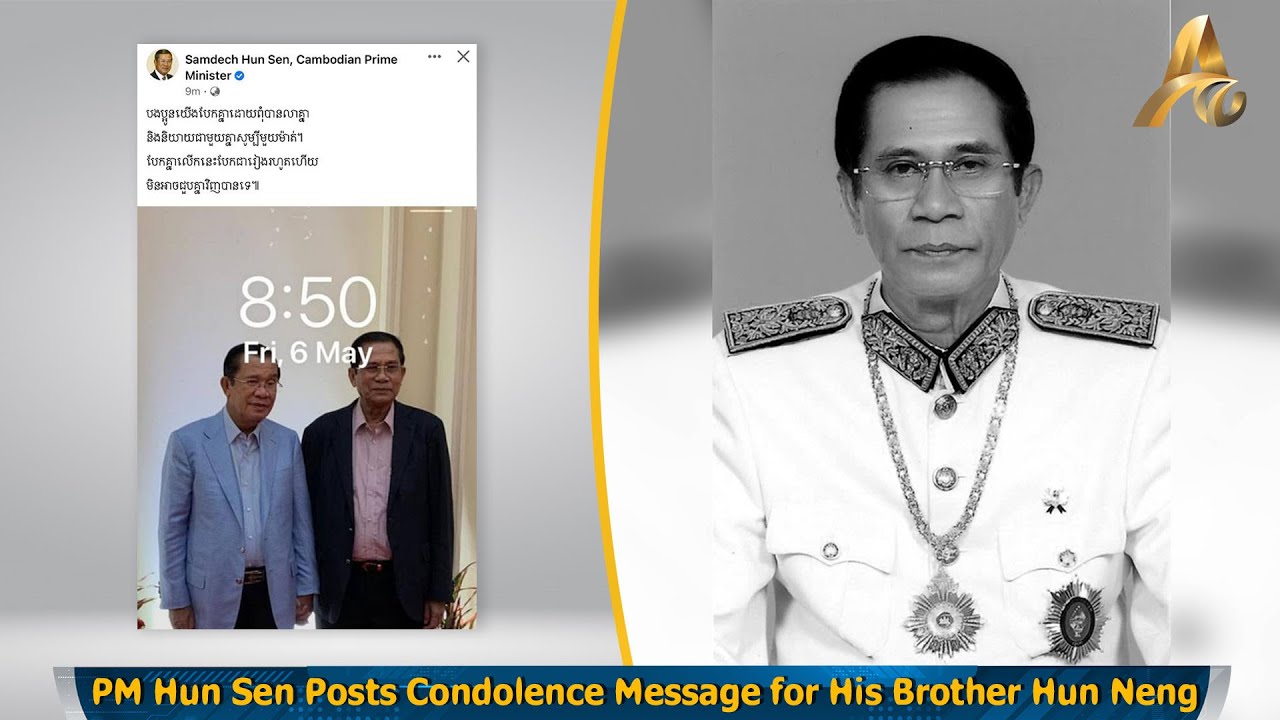 Samdech Hun Sen, Cambodian Prime
Minister
9m ·
បងប្អូនយើងបែកគ្នាដោយពុំបានលាគ្នា
និងនិយាយជាមួយគ្នាសូម្បីមួយម៉ាត់។
បែកគ្នាលើកនេះបែកជារៀងរហូតហើយ
មិនអាចជួបគ្នាវិញបានទេ៕
8:50
Fri, 6 May
PM Hun Sen Posts Condolence Message for His Brother Hun Neng